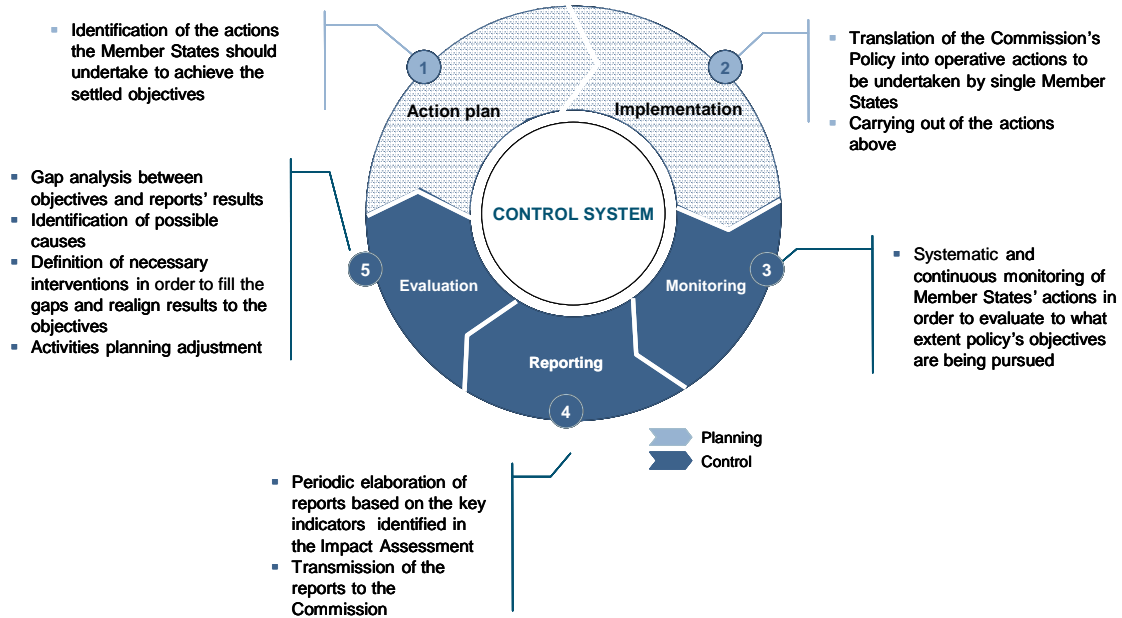 Identification of the actions
the Member States should
undertake to achieve the
settled objectives
1
Action plan
2
Implementation
Translation of the Commission's
Policy into operative actions to
be undertaken by single Member
States
Carrying out of the actions
above
Gap analysis between
objectives and reports' results
Identification of possible
causes
Definition of necessary
interventions in order to fill the
gaps and realign results to the
objectives
Activities planning adjustment
CONTROL SYSTEM
5
Evaluation
3
Monitoring
Systematic and
continuous monitoring of
Member States' actions in
order to evaluate to what
extent policy's objectives
are being pursued
Reporting
4
Planning
Control
Periodic elaboration of
reports based on the key
indicators identified in
the Impact Assessment
Transmission of the
reports to the
Commission